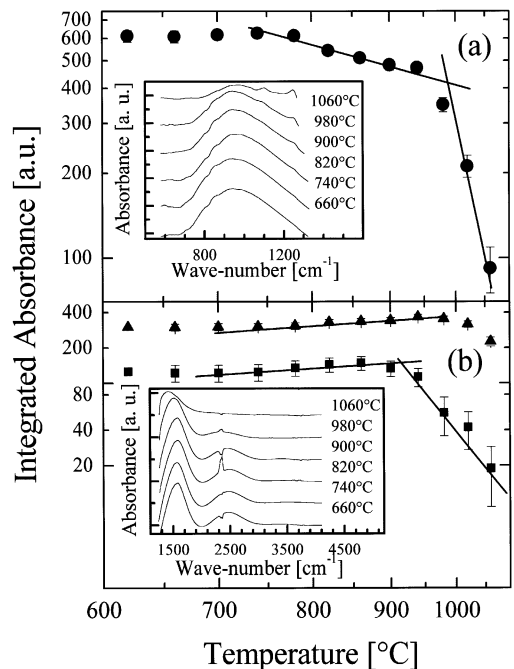 700
600
500
400
300
200
100
(a)
1060°C
980°C
900°C
820°C
740°C
660°C
Absorbance [a. u.]
800 1200
Wave-number [cm⁻¹]
Integrated Absorbance [a.u.]
400
200
80
40
20
(b)
1060°C
980°C
900°C
820°C
740°C
660°C
Absorbance [a. u.]
1500 2500 3500 4500
Wave-number [cm⁻¹]
600 700 800 900 1000
Temperature [°C]